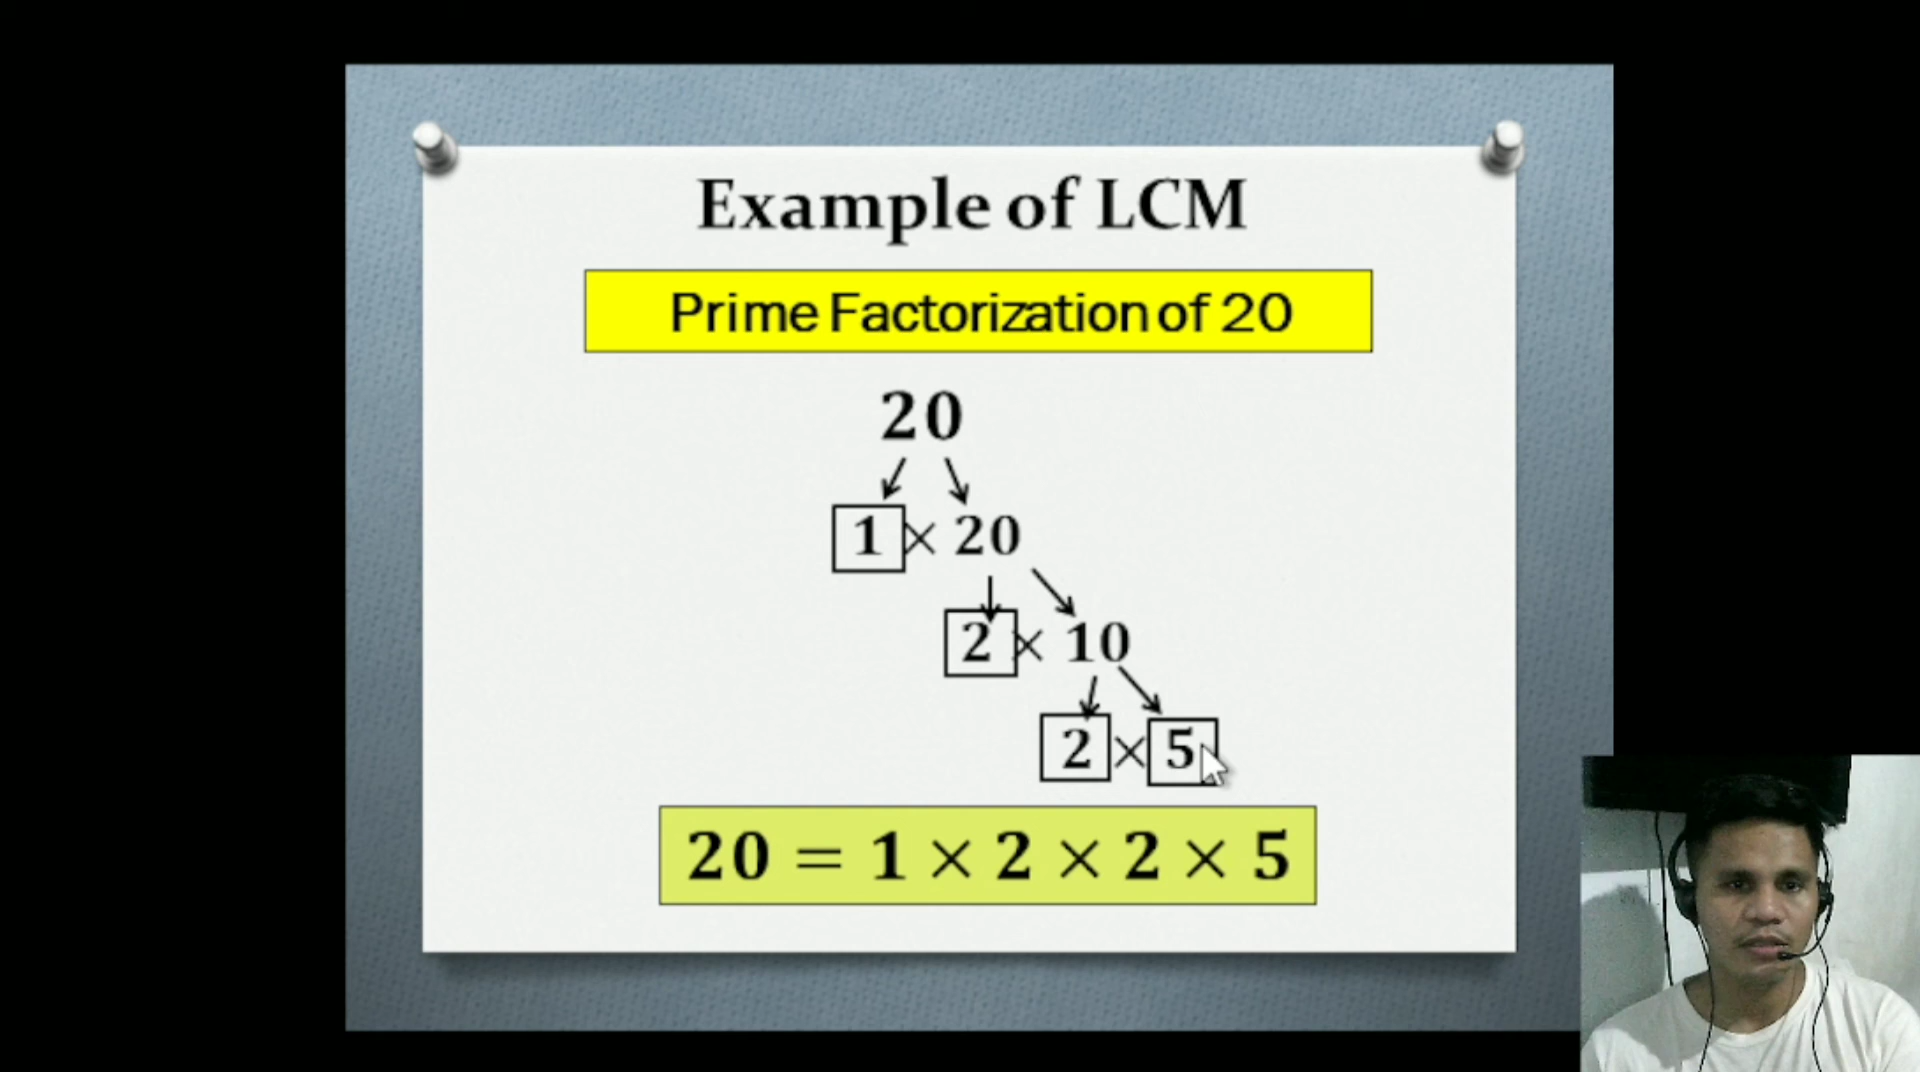 Example of LCM
Prime Factorization of 20
20
1 × 20
2 × 10
2 × 5
20 = 1 × 2 × 2 × 5